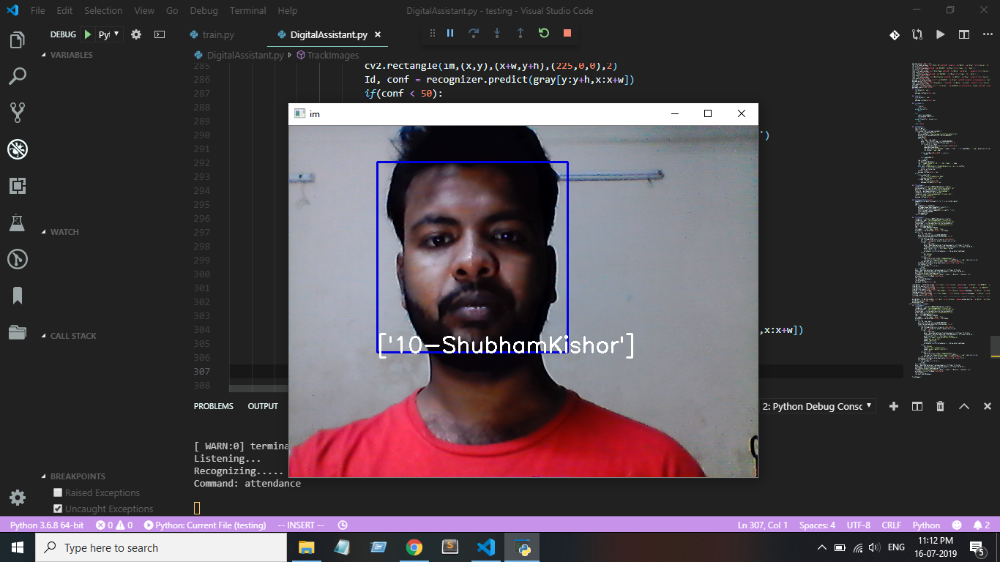 File Edit Selection View Go Debug Terminal Help
DigitalAssistant.py - testing - Visual Studio Code
DEBUG
train.py
DigitalAssistant.py
VARIABLES
DigitalAssistant.py
TrackImages
285 cv2.rectangle(im,(x,y),(x+w,y+h),(225,0,0),2)
286 Id, conf = recognizer.predict(gray[y:y+h,x:x+w])
287 if(conf < 50):
288
289
290 ')
291
292
293
294
295
296
297
298
299
300
301
302
303
304 ,x:x+w])
305
306
307
308
im
['10-ShubhamKishor']
WATCH
CALL STACK
BREAKPOINTS
Raised Exceptions
Uncaught Exceptions
PROBLEMS OUTPUT
2: Python Debug Consc
[ WARN:0] termina
Listening...
Recognizing.....
Command: attendance
Python 3.6.8 64-bit 0 0 Python: Current File (testing) -- INSERT --
Ln 307, Col 1 Spaces: 4 UTF-8 CRLF Python 2
Type here to search
ENG
11:12 PM
16-07-2019
5